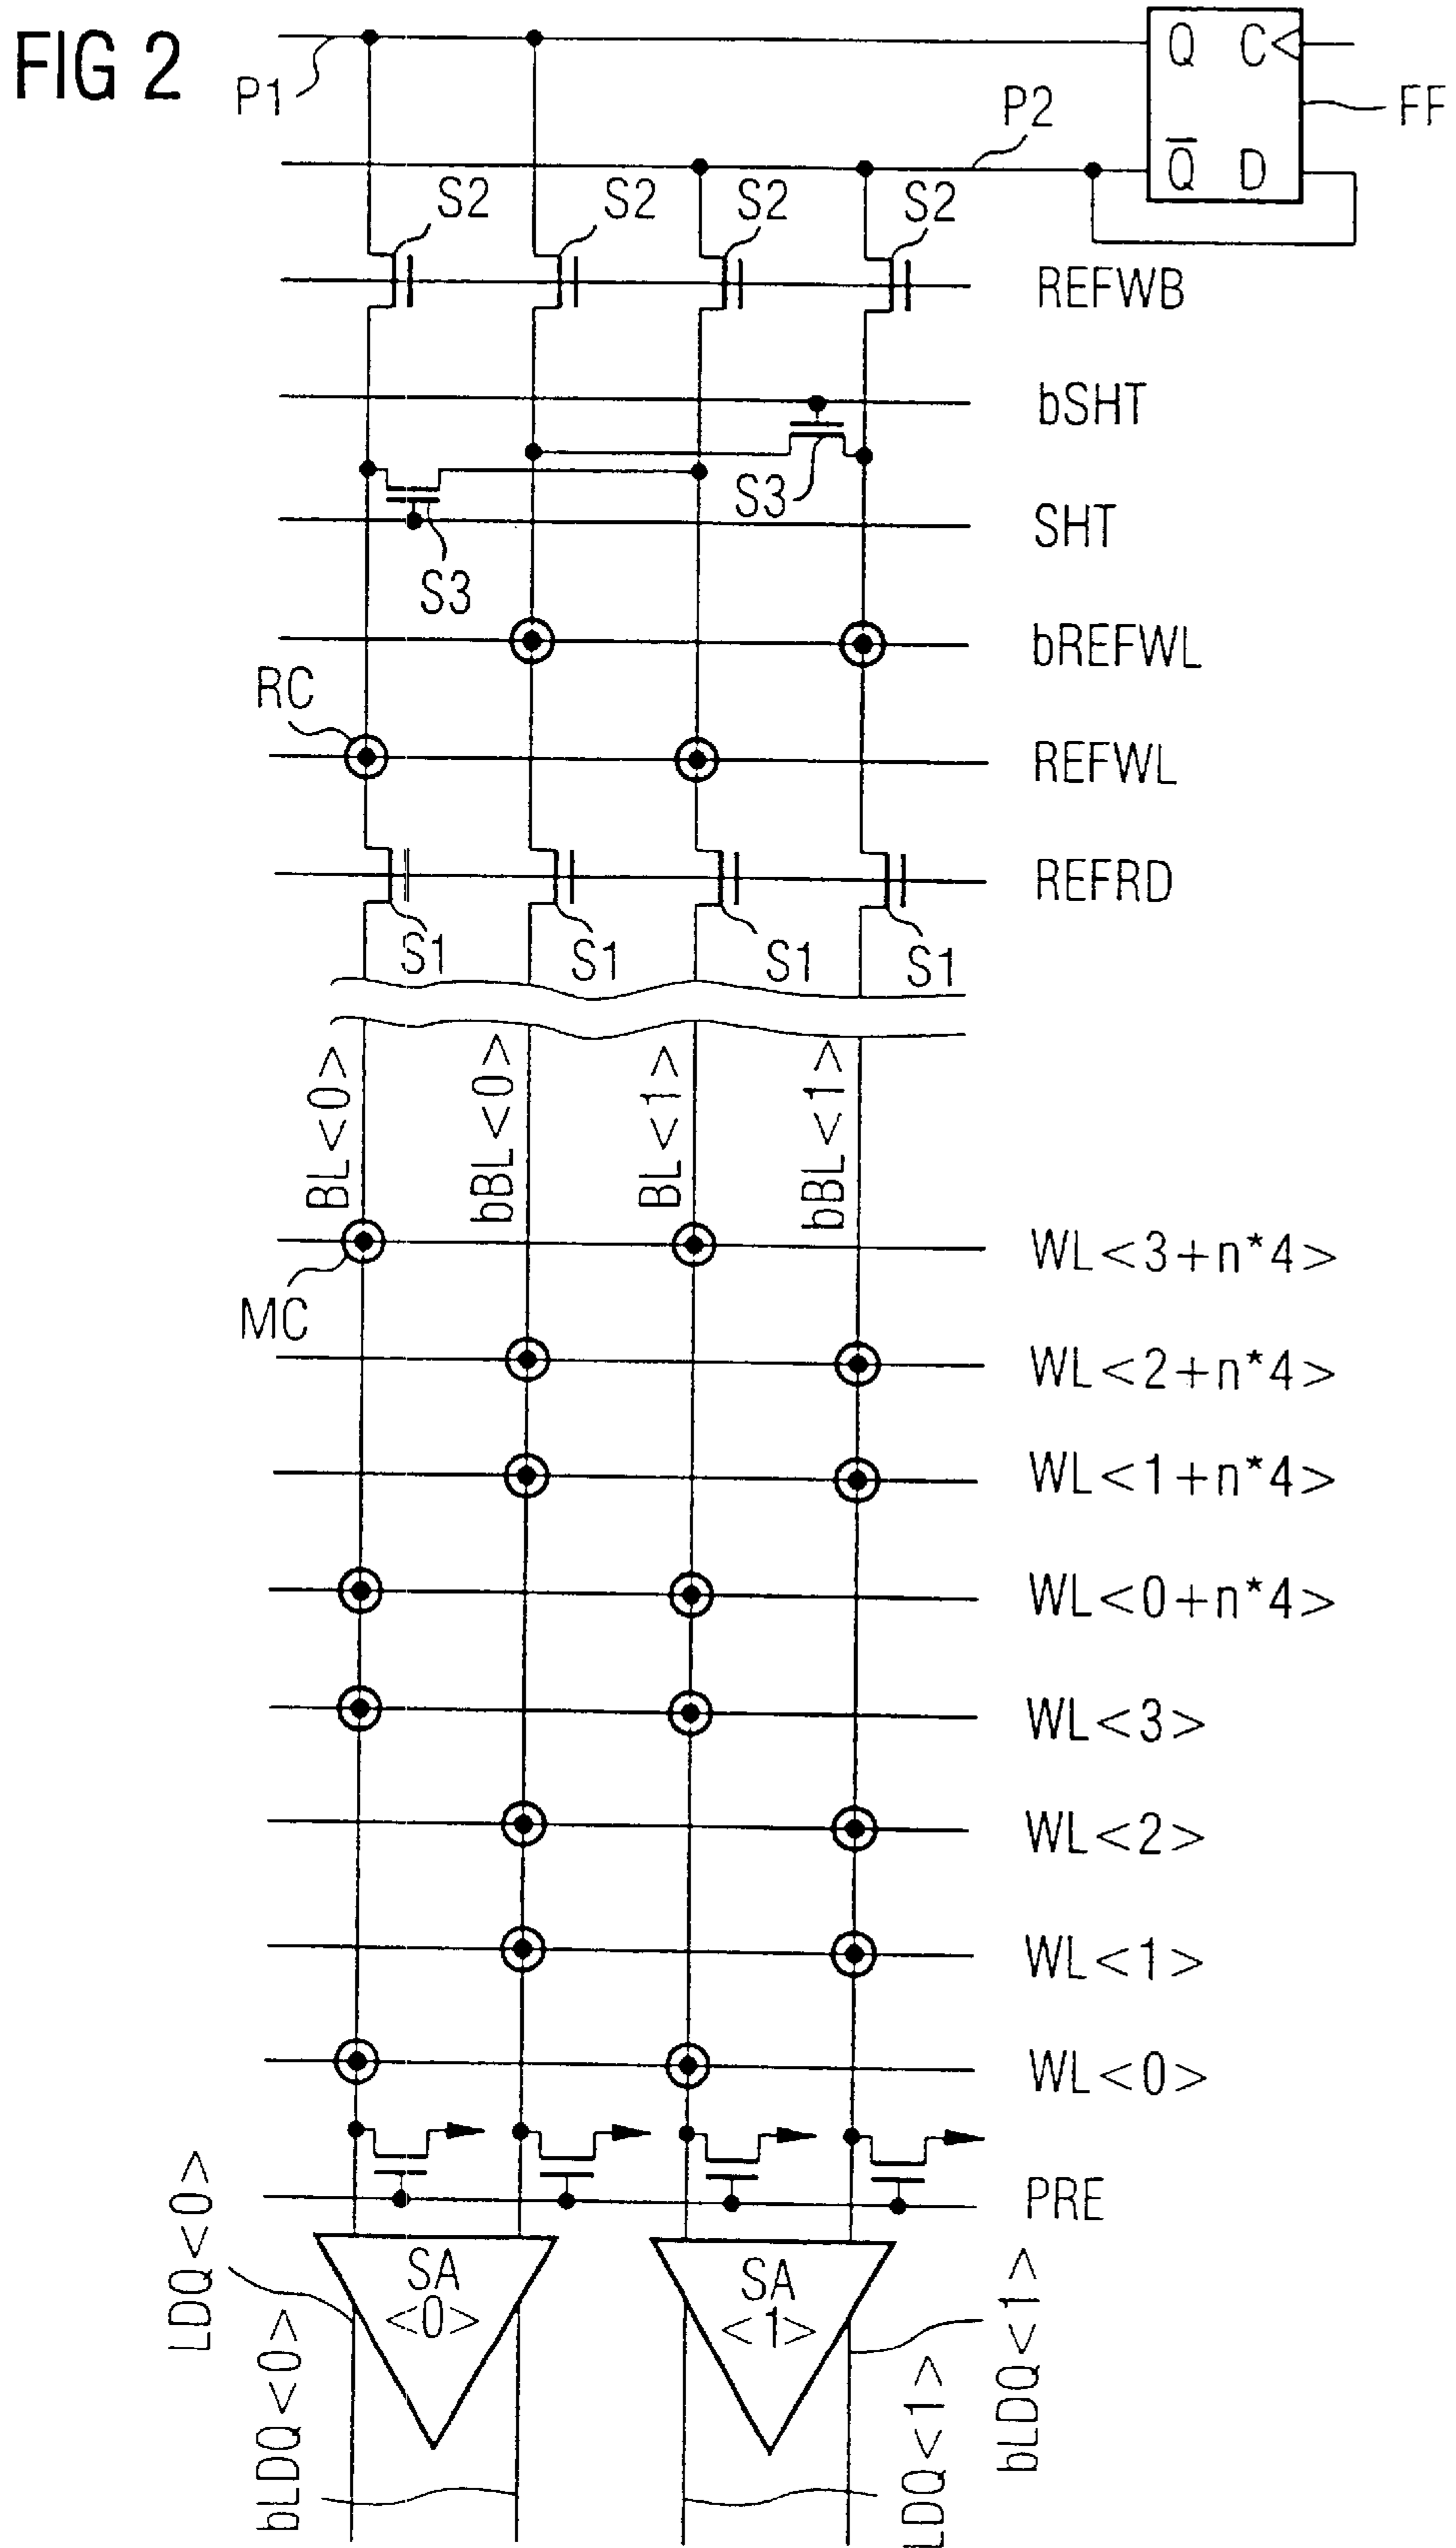 FIG 2
P1
Q C
FF
P2
Q̅ D
S2 S2 S2 S2
REFWB
bSHT
S3
SHT
S3
bREFWL
RC
REFWL
REFRD
S1 S1 S1 S1
BL<0> bBL<0> BL<1> bBL<1>
WL<3+n*4>
MC
WL<2+n*4>
WL<1+n*4>
WL<0+n*4>
WL<3>
WL<2>
WL<1>
WL<0>
PRE
LDQ<0>
SA
<0>
SA
<1>
bLDQ<1>
bLDQ<0>
LDQ<1>